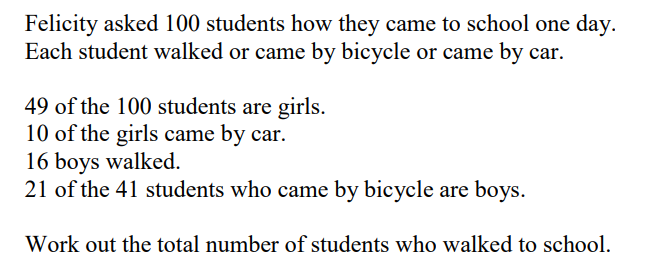 Felicity asked 100 students how they came to school one day.
Each student walked or came by bicycle or came by car.
49 of the 100 students are girls.
10 of the girls came by car.
16 boys walked.
21 of the 41 students who came by bicycle are boys.
Work out the total number of students who walked to school.